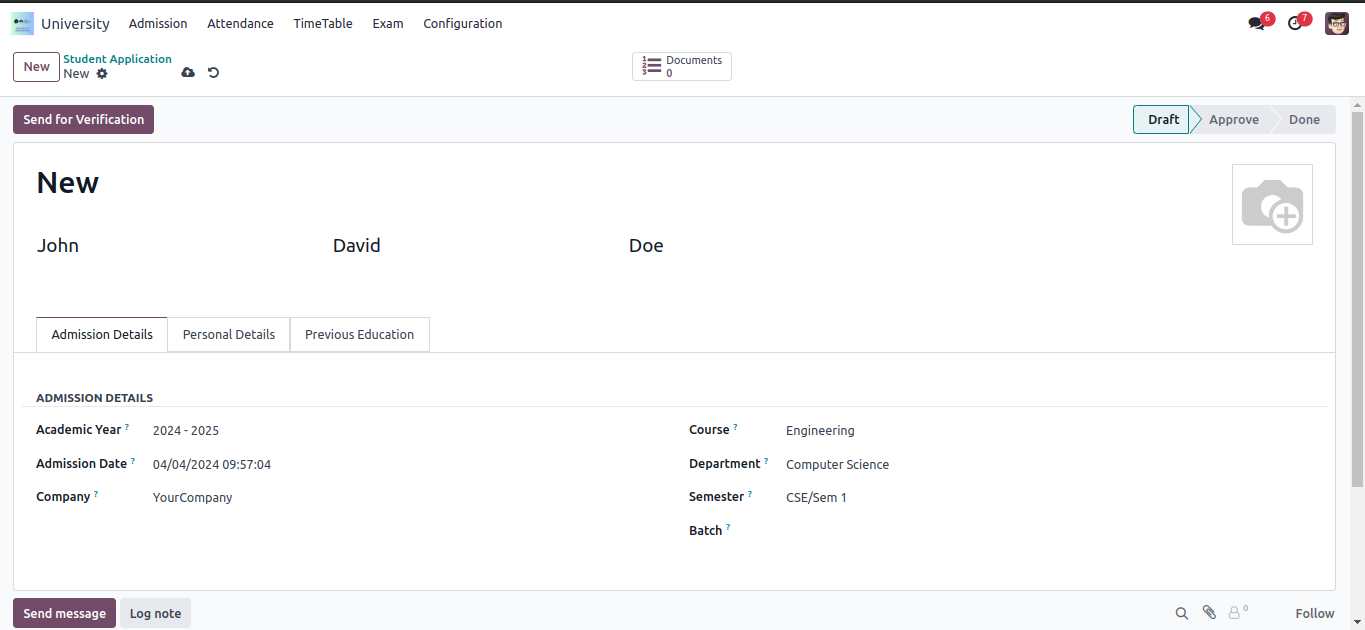 University Admission Attendance TimeTable Exam Configuration 6 7
New Student Application
New
Documents
0
Send for Verification Draft Approve Done
New
John David Doe
Admission Details Personal Details Previous Education
ADMISSION DETAILS
Academic Year ? 2024 - 2025 Course ? Engineering
Admission Date ? 04/04/2024 09:57:04 Department ? Computer Science
Company ? YourCompany Semester ? CSE/Sem 1
Batch ?
Send message Log note 0 Follow